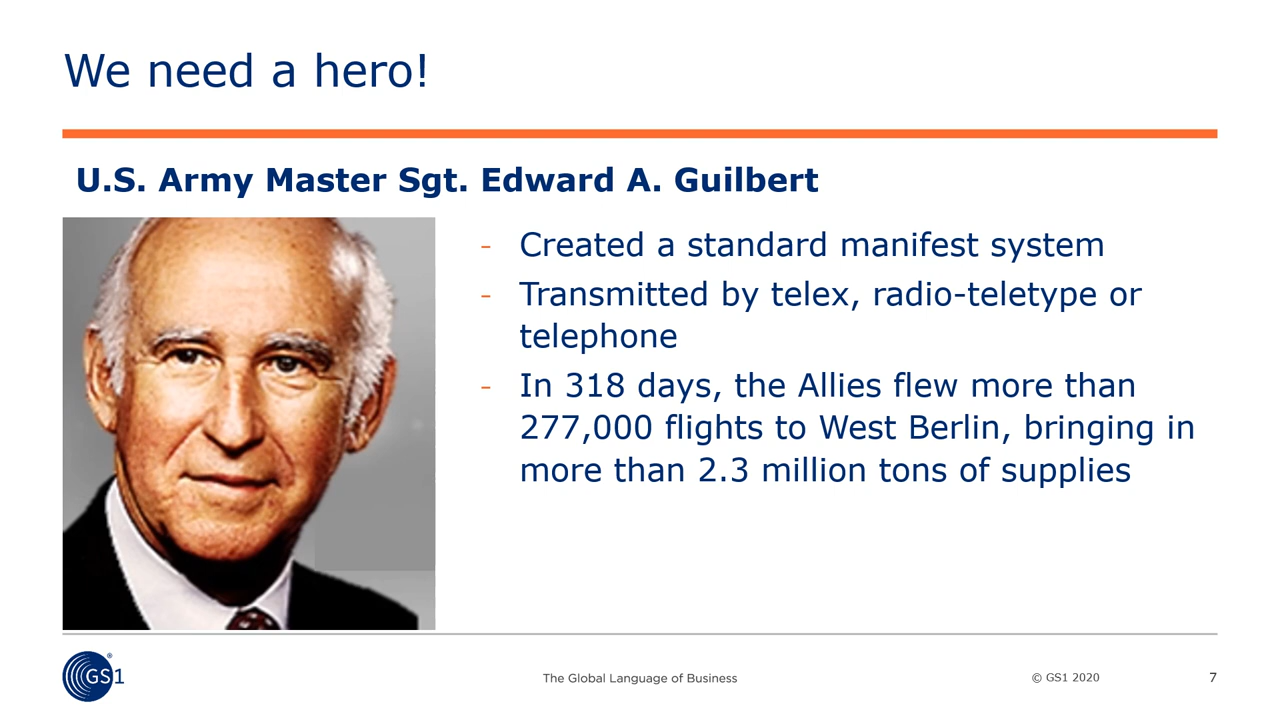 We need a hero!
U.S. Army Master Sgt. Edward A. Guilbert
- Created a standard manifest system
- Transmitted by telex, radio-teletype or
telephone
- In 318 days, the Allies flew more than
277,000 flights to West Berlin, bringing in
more than 2.3 million tons of supplies
GS1 ®
The Global Language of Business
© GS1 2020
7